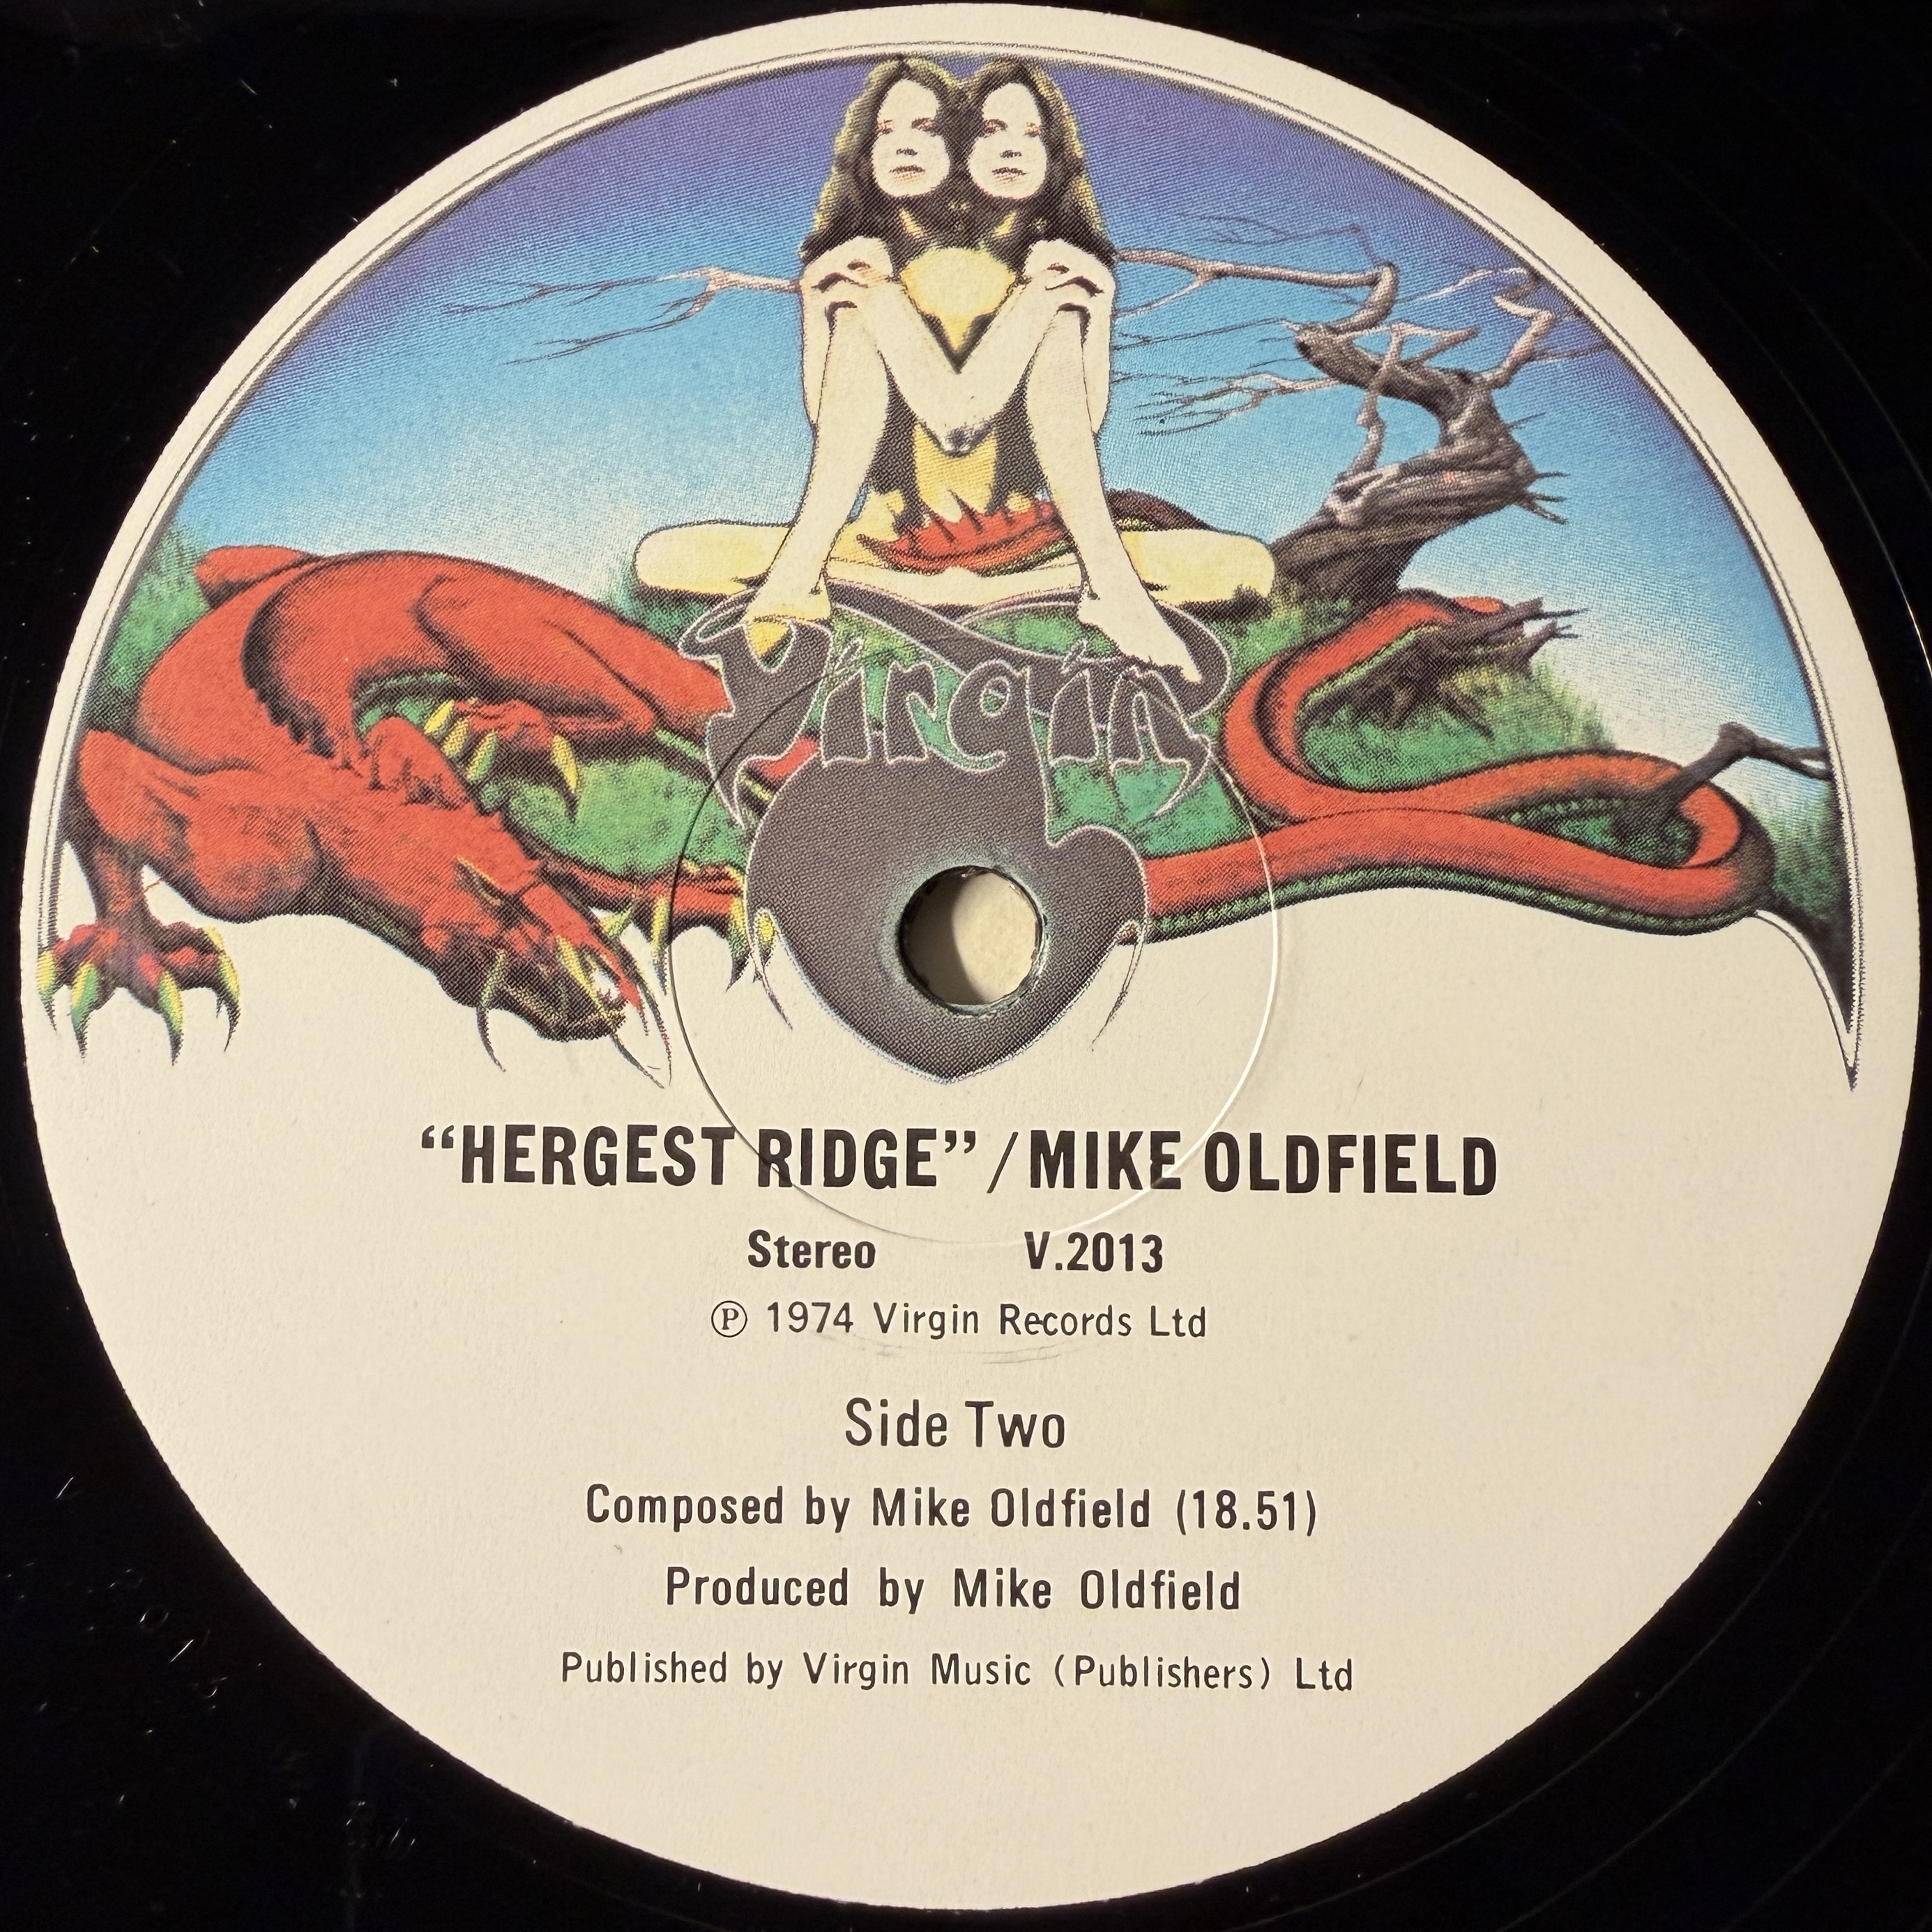 Virgin
“HERGEST RIDGE” / MIKE OLDFIELD
Stereo V.2013
Ⓟ 1974 Virgin Records Ltd
Side Two
Composed by Mike Oldfield (18.51)
Produced by Mike Oldfield
Published by Virgin Music (Publishers) Ltd